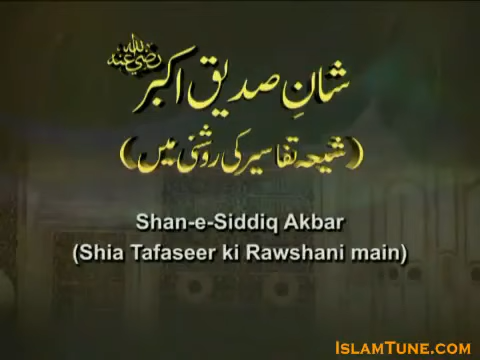 شانِ صدیق اکبر رضی اللہ عنہ
(شیعہ تفاسیر کی روشنی میں)
Shan-e-Siddiq Akbar
(Shia Tafaseer ki Rawshani main)
ISLAMTUNE.COM